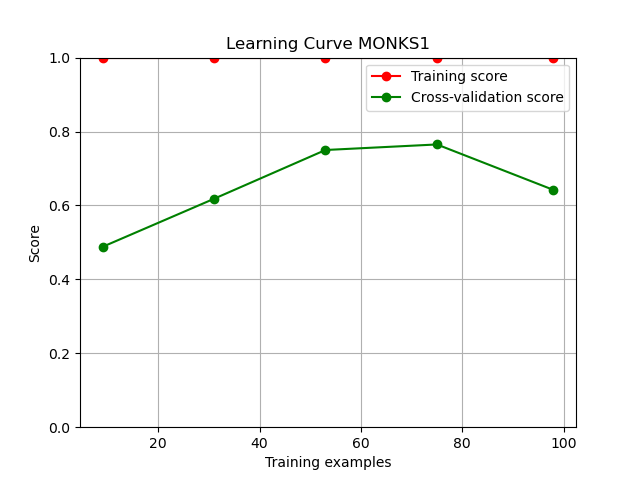 Learning Curve MONKS1
1.0
0.8
0.6
0.4
0.2
0.0
Score
Training score
Cross-validation score
20 40 60 80 100
Training examples